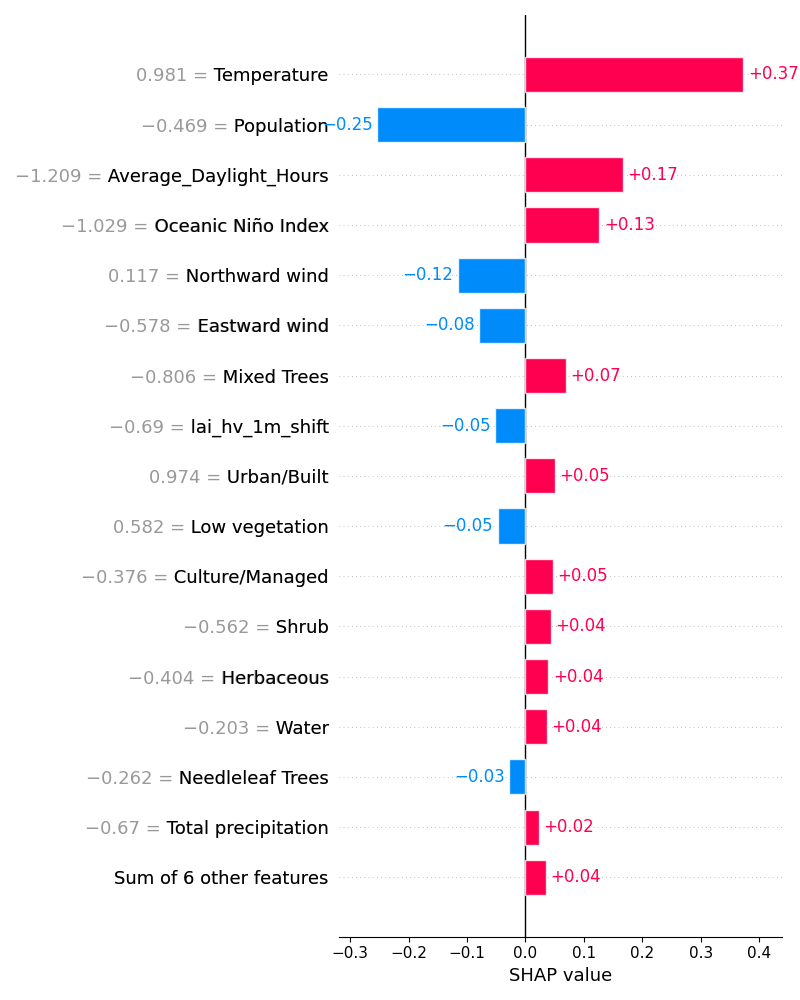 0.981 = Temperature +0.37
−0.469 = Population −0.25
−1.209 = Average_Daylight_Hours +0.17
−1.029 = Oceanic Niño Index +0.13
0.117 = Northward wind −0.12
−0.578 = Eastward wind −0.08
−0.806 = Mixed Trees +0.07
−0.69 = lai_hv_1m_shift −0.05
0.974 = Urban/Built +0.05
0.582 = Low vegetation −0.05
−0.376 = Culture/Managed +0.05
−0.562 = Shrub +0.04
−0.404 = Herbaceous +0.04
−0.203 = Water +0.04
−0.262 = Needleleaf Trees −0.03
−0.67 = Total precipitation +0.02
Sum of 6 other features +0.04
−0.3 −0.2 −0.1 0.0 0.1 0.2 0.3 0.4
SHAP value